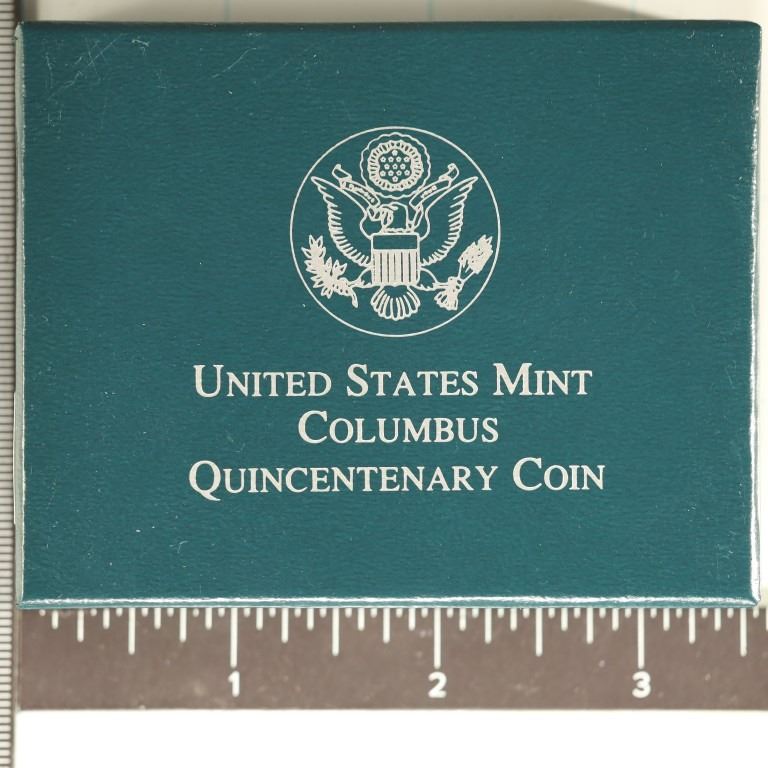 UNITED STATES MINT
COLUMBUS
QUINCENTENARY COIN
1 2 3